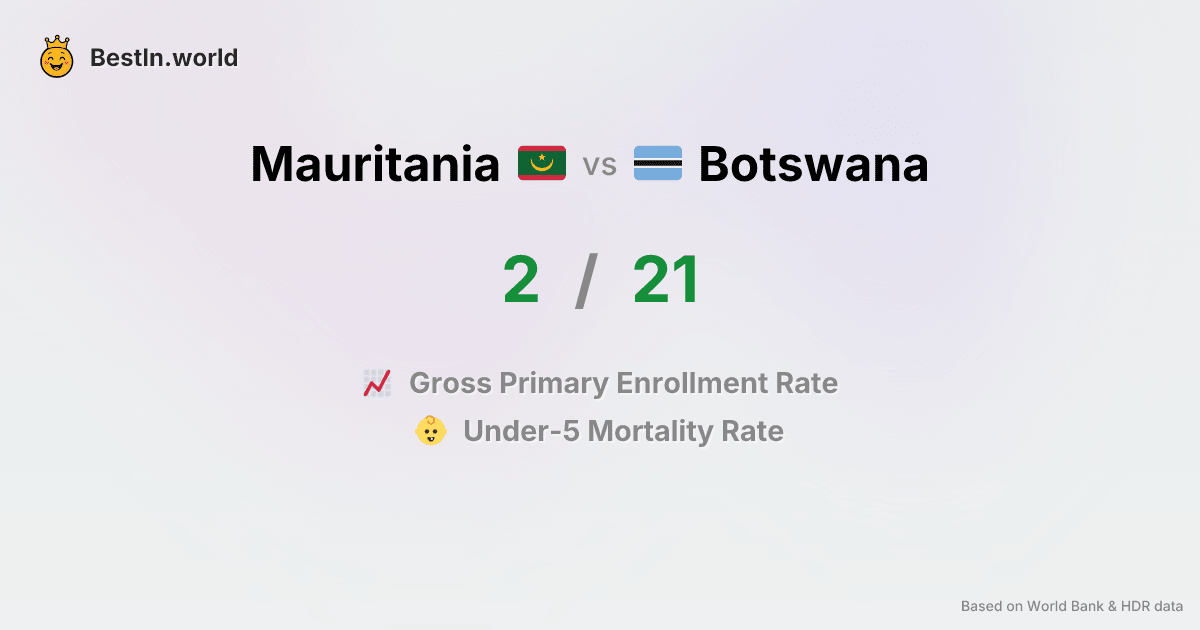 BestIn.world
Mauritania vs Botswana
2 / 21
Gross Primary Enrollment Rate
Under-5 Mortality Rate
Based on World Bank & HDR data